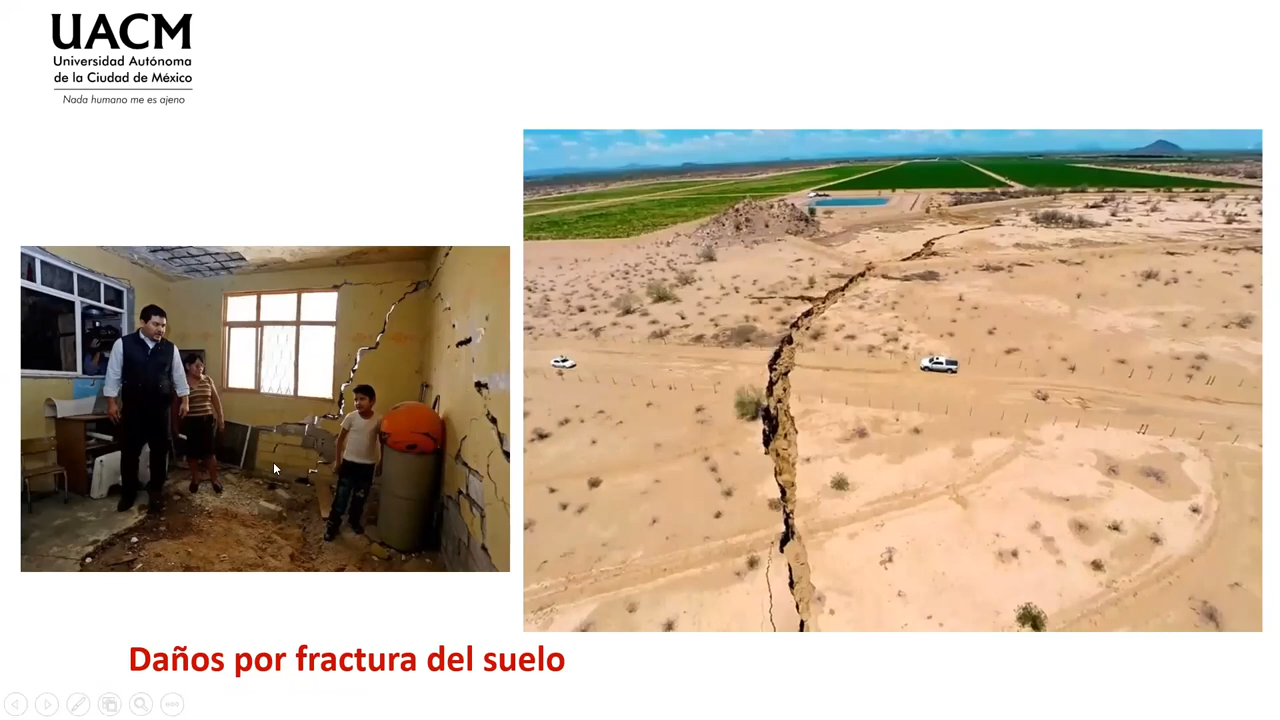 UACM
Universidad Autónoma
de la Ciudad de México
Nada humano me es ajeno
Daños por fractura del suelo